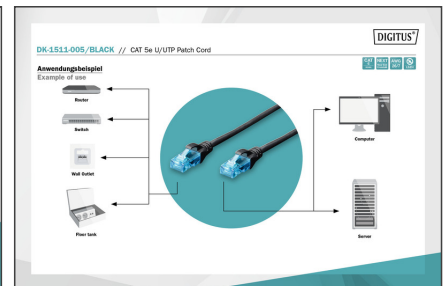 DIGITUS®
DK-1511-005/BLACK // CAT 5e U/UTP Patch Cord
Anwendungsbeispiel
Example of use
Router
Switch
Wall Outlet
Floor tank
Computer
Server